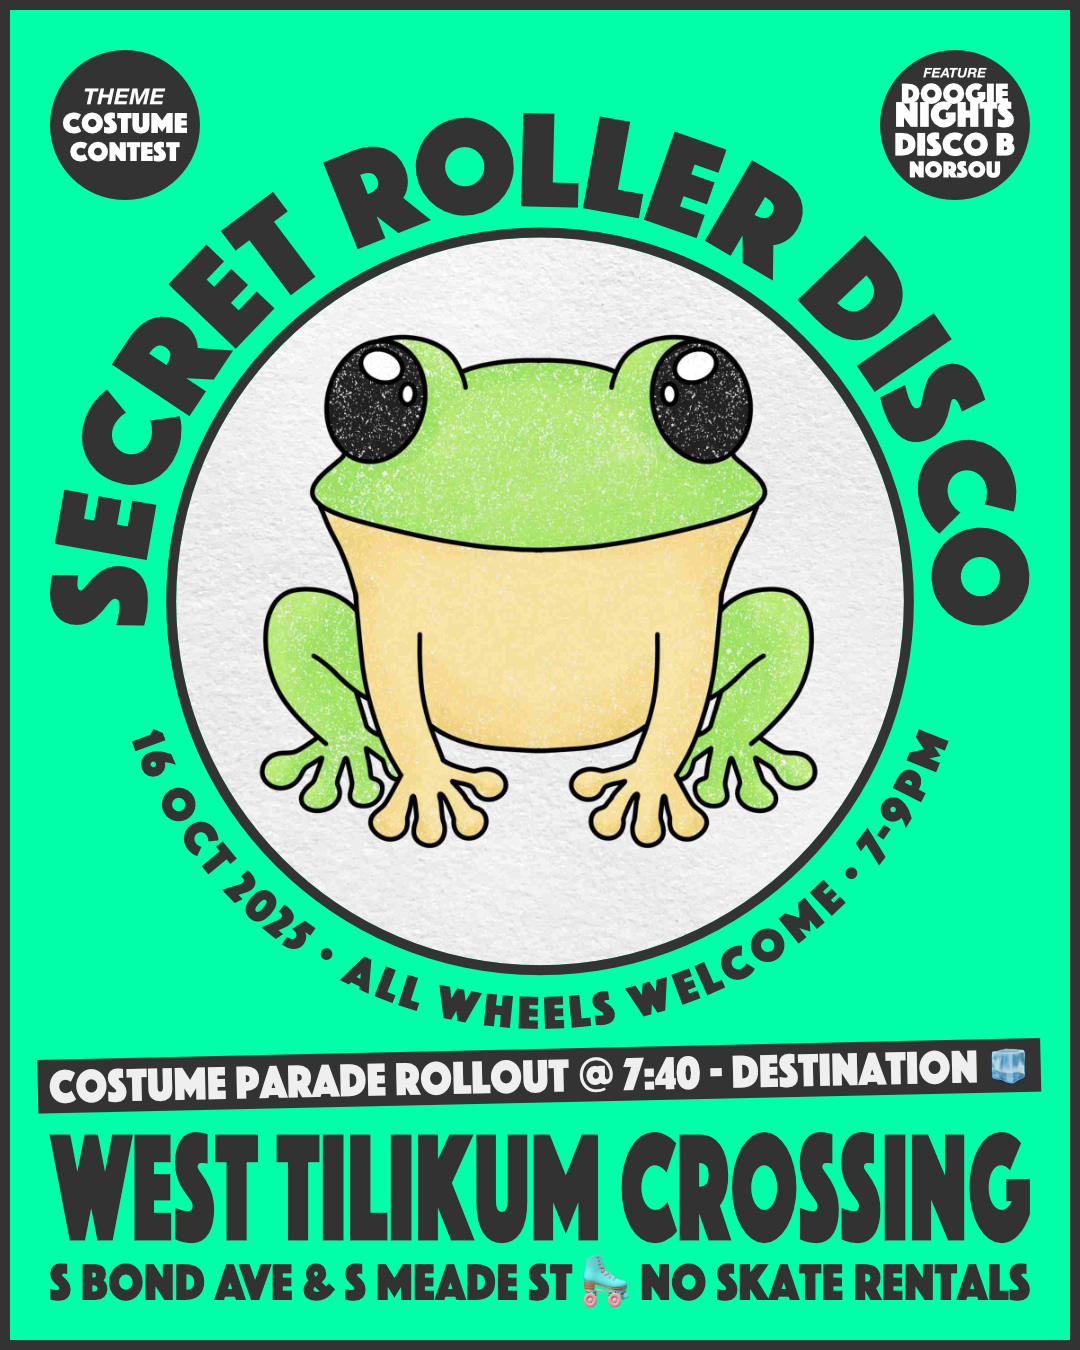 THEME
COSTUME
CONTEST
FEATURE
DOOGIE
NIGHTS
DISCO B
NORSOU
SECRET ROLLER DISCO
16 OCT 2025 • ALL WHEELS WELCOME • 7-9PM
COSTUME PARADE ROLLOUT @ 7:40 - DESTINATION 🧊
WEST TILIKUM CROSSING
S BOND AVE & S MEADE ST 🛼 NO SKATE RENTALS